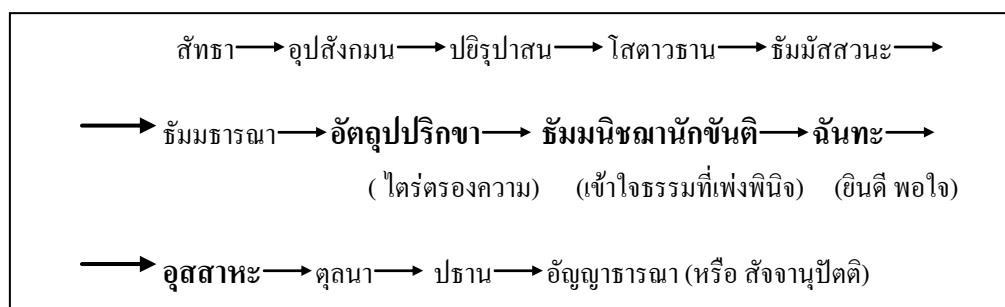 สัทธา → อุปสังกมน → ปยิรุปาสน → โสตาวธาน → ธัมมัสสวนะ →
→ ธัมมธารณา → อัตถุปปริกขา → ธัมมนิชฌานักขันติ → ฉันทะ →
( ไตร่ตรองความ) (เข้าใจธรรมที่เพ่งพินิจ) (ยินดี พอใจ)
→ อุสสาหะ → ตุลนา → ปธาน → อัญญาธารณา (หรือ สัจจานุปัตติ)